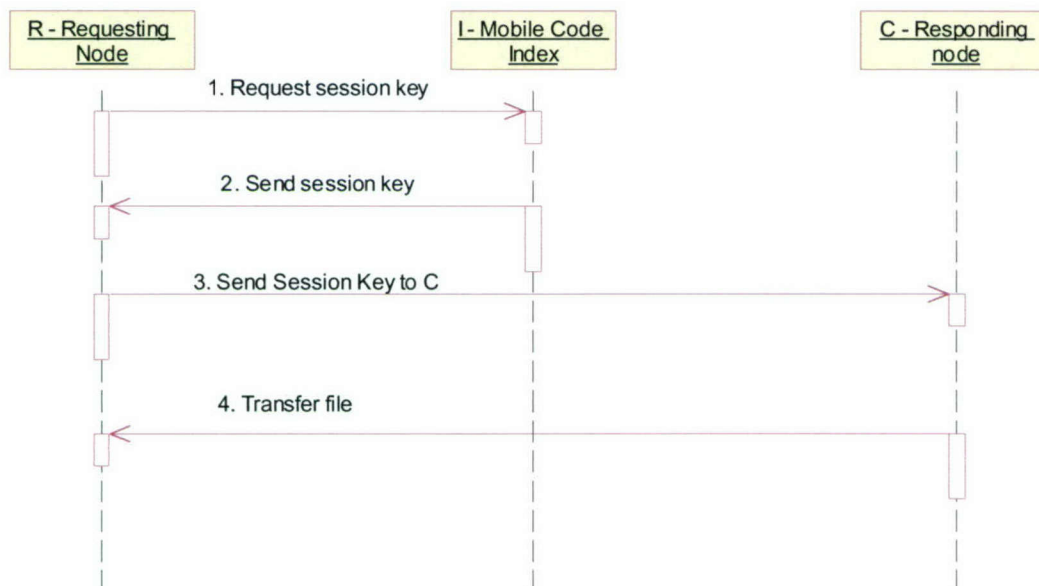 R - Requesting
Node
I - Mobile Code
Index
C - Responding
node
1. Request session key
2. Send session key
3. Send Session Key to C
4. Transfer file